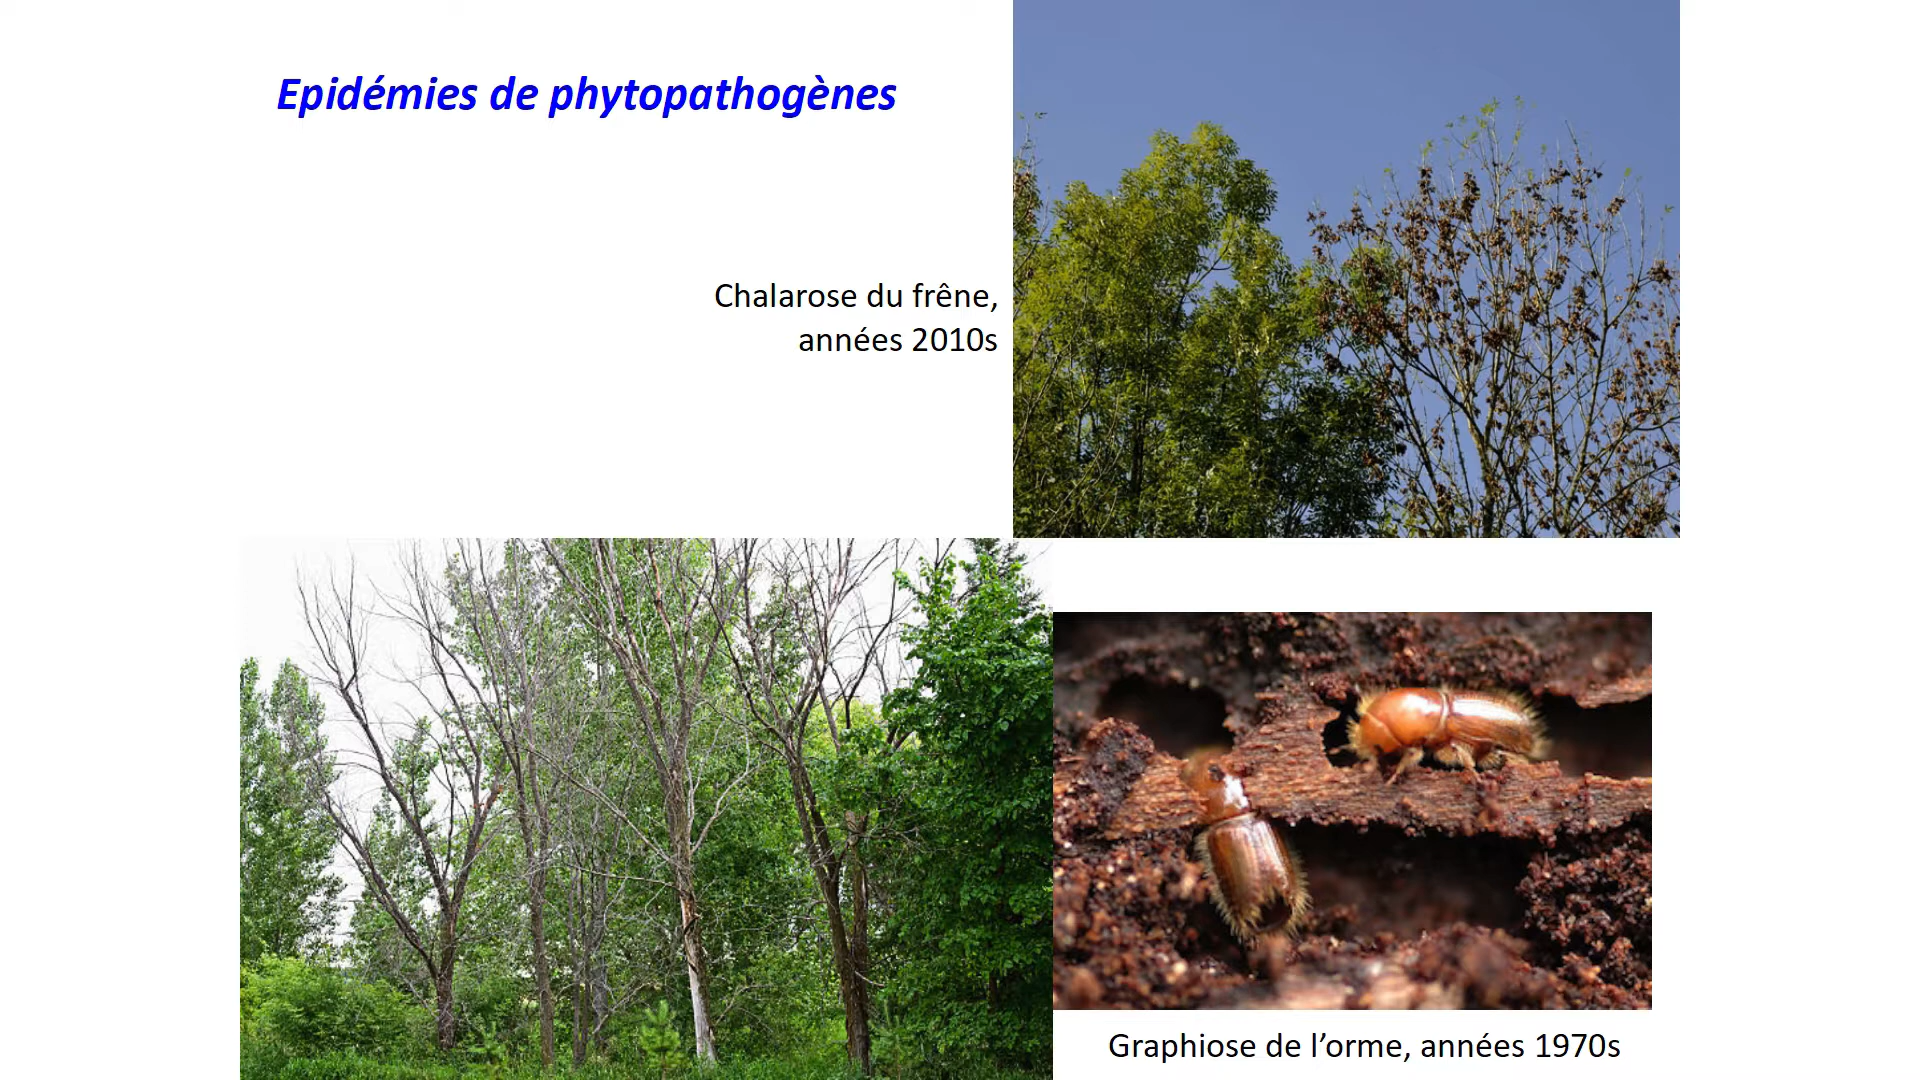 Epidémies de phytopathogènes
Chalarose du frêne,
années 2010s
Graphiose de l’orme, années 1970s